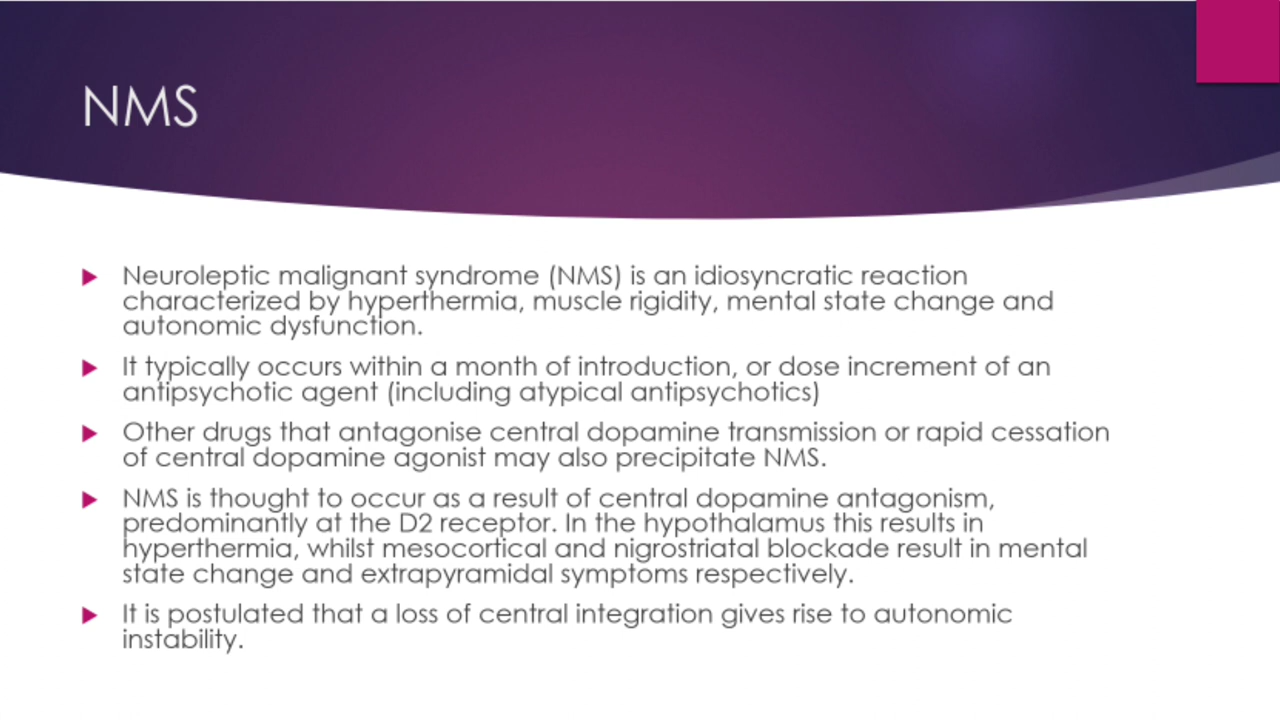 NMS
Neuroleptic malignant syndrome (NMS) is an idiosyncratic reaction
characterized by hyperthermia, muscle rigidity, mental state change and
autonomic dysfunction.
It typically occurs within a month of introduction, or dose increment of an
antipsychotic agent (including atypical antipsychotics)
Other drugs that antagonise central dopamine transmission or rapid cessation
of central dopamine agonist may also precipitate NMS.
NMS is thought to occur as a result of central dopamine antagonism,
predominantly at the D2 receptor. In the hypothalamus this results in
hyperthermia, whilst mesocortical and nigrostriatal blockade result in mental
state change and extrapyramidal symptoms respectively.
It is postulated that a loss of central integration gives rise to autonomic
instability.